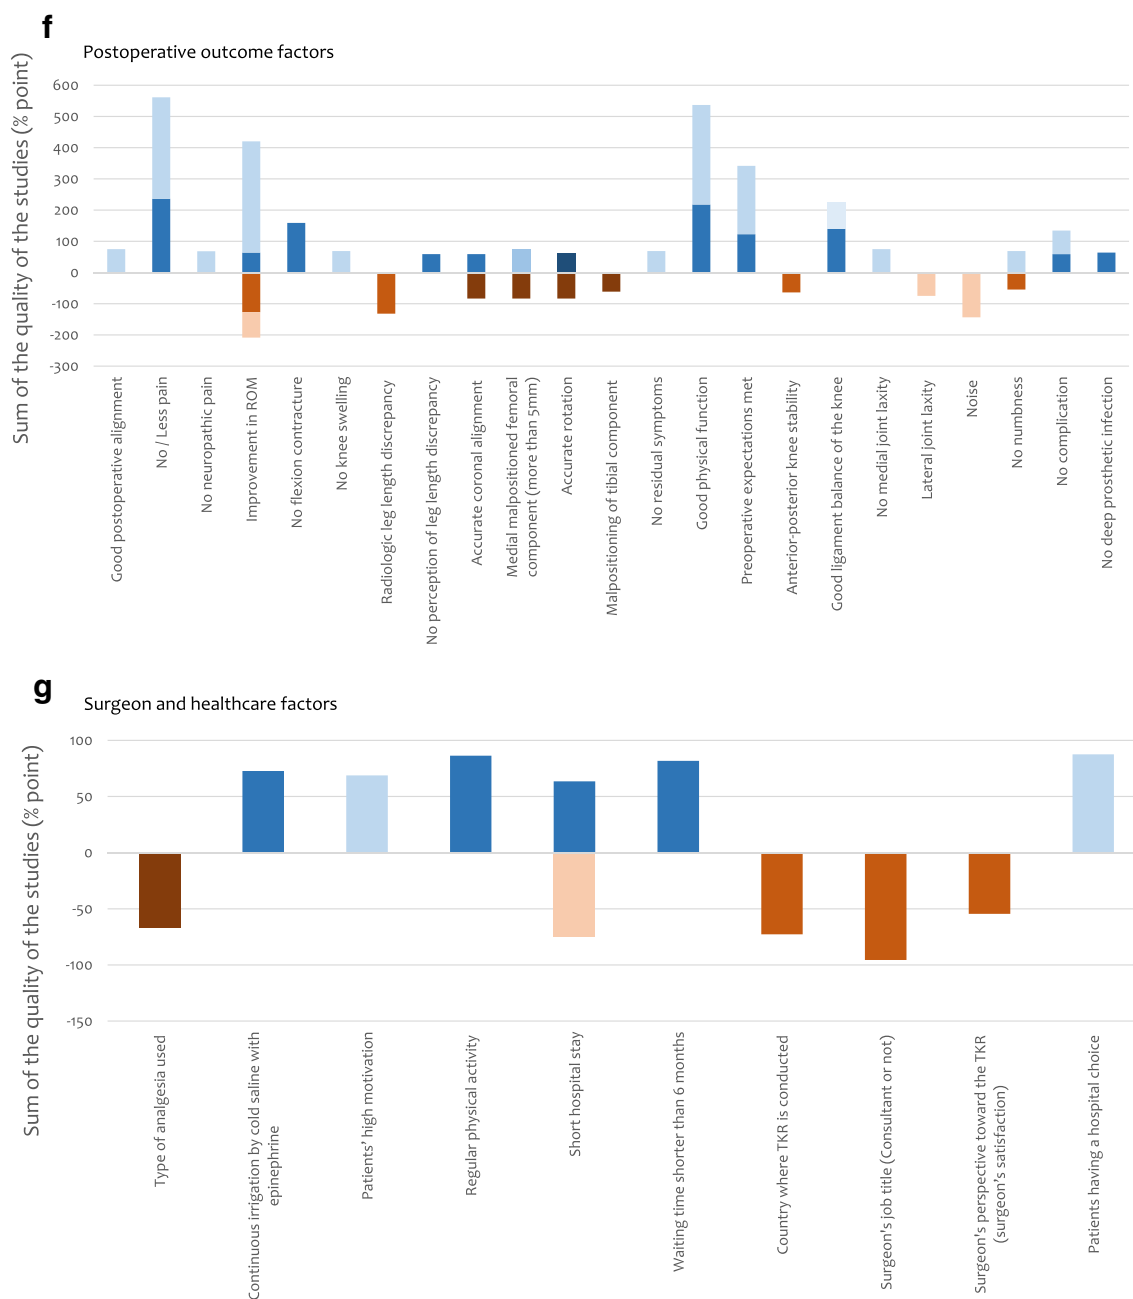 f
Postoperative outcome factors
Sum of the quality of the studies (% point)
600
500
400
300
200
100
0
-100
-200
-300
Good postoperative alignment
No / Less pain
No neuropathic pain
Improvement in ROM
No flexion contracture
No knee swelling
Radiologic leg length discrepancy
No perception of leg length discrepancy
Accurate coronal alignment
Medial malpositioned femoral
component (more than 5mm)
Accurate rotation
Malpositioning of tibial component
No residual symptoms
Good physical function
Preoperative expectations met
Anterior-posterior knee stability
Good ligament balance of the knee
No medial joint laxity
Lateral joint laxity
Noise
No numbness
No complication
No deep prosthetic infection
g
Surgeon and healthcare factors
Sum of the quality of the studies (% point)
100
50
0
-50
-100
-150
Type of analgesia used
Continuous irrigation by cold saline with
epinephrine
Patients' high motivation
Regular physical activity
Short hospital stay
Waiting time shorter than 6 months
Country where TKR is conducted
Surgeon's job title (Consultant or not)
Surgeon's perspective toward the TKR
(surgeon's satisfaction)
Patients having a hospital choice